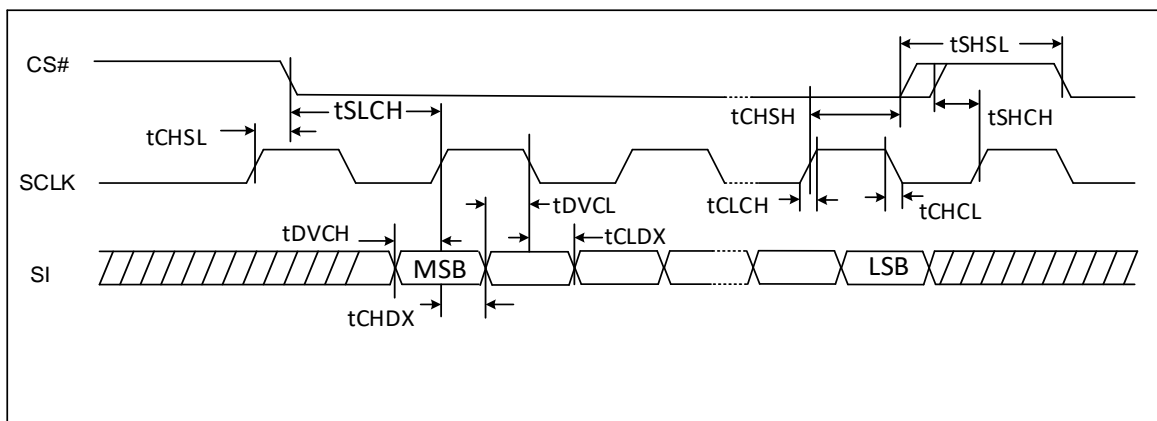 tSHSL
CS#
tSLCH
tCHSH
tSHCH
tCHSL
SCLK
tDVCL
tCLCH
tCHCL
tDVCH
tCLDX
SI
MSB
LSB
tCHDX